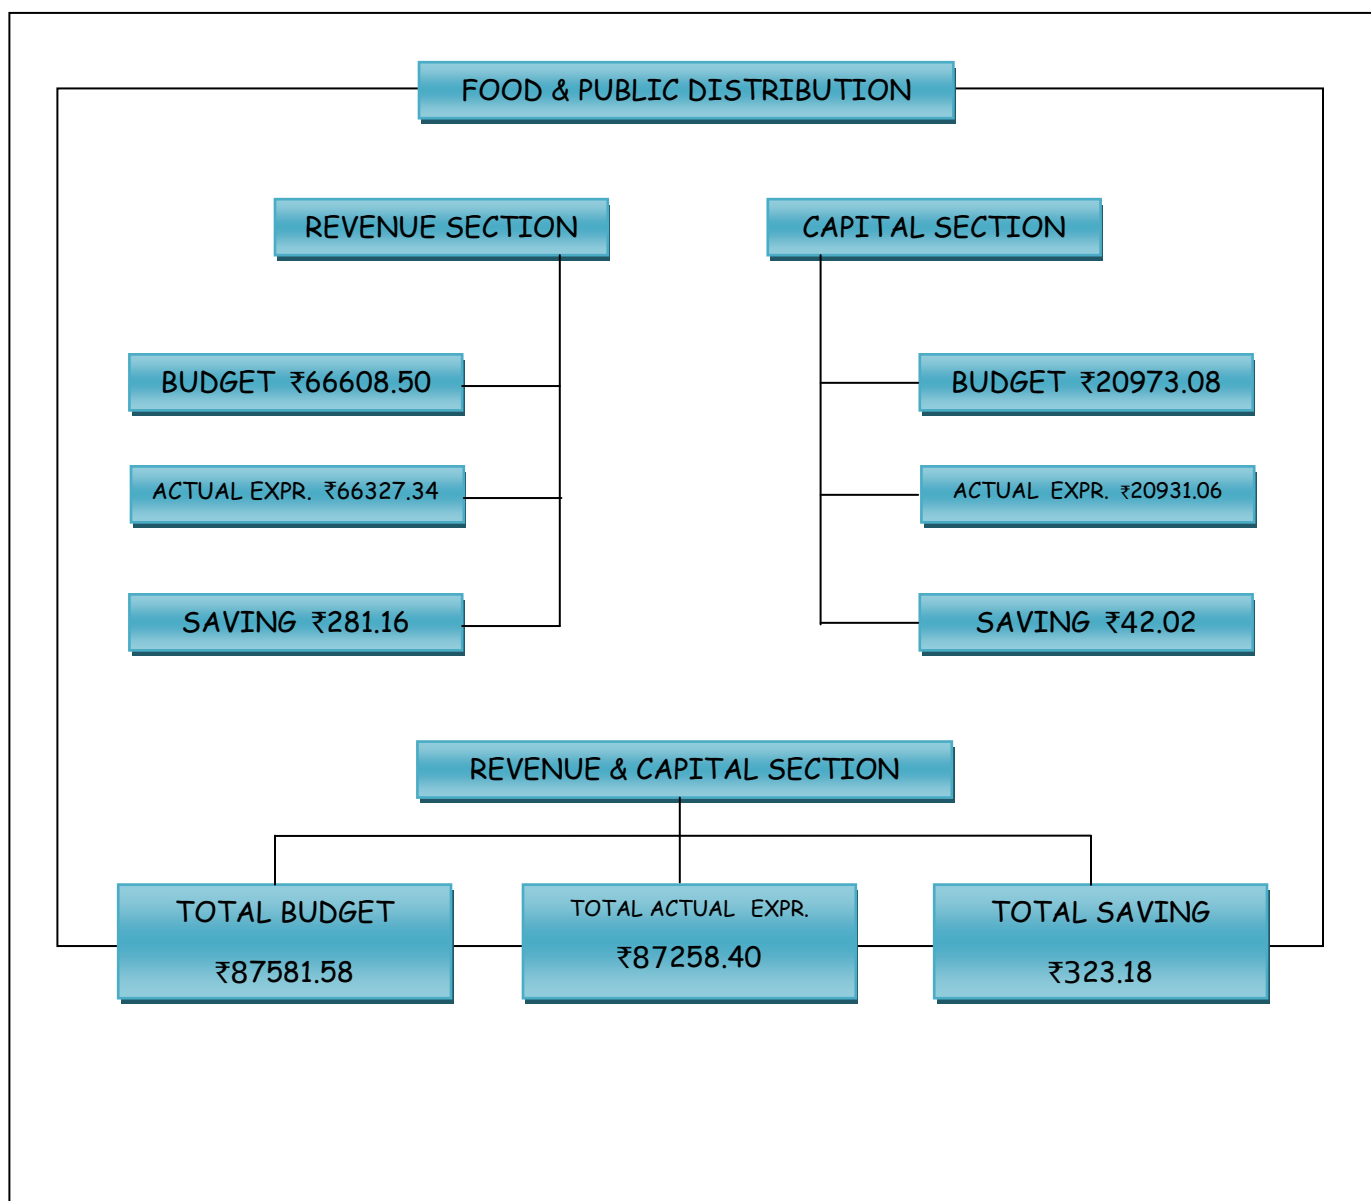 FOOD & PUBLIC DISTRIBUTION
REVENUE SECTION
CAPITAL SECTION
BUDGET ₹66608.50
BUDGET ₹20973.08
ACTUAL EXPR. ₹66327.34
ACTUAL EXPR. ₹20931.06
SAVING ₹281.16
SAVING ₹42.02
REVENUE & CAPITAL SECTION
TOTAL BUDGET
₹87581.58
TOTAL ACTUAL EXPR.
₹87258.40
TOTAL SAVING
₹323.18